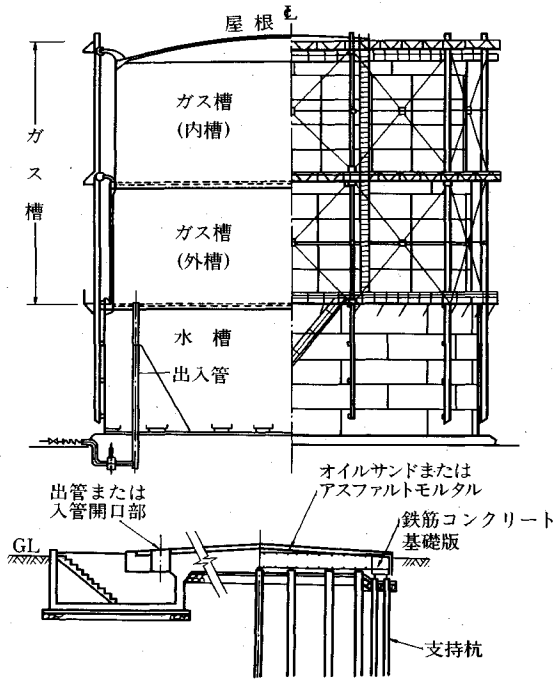 屋根
℄
ガス槽
ガス槽
(内槽)
ガス槽
(外槽)
水槽
出入管
オイルサンドまたは
アスファルトモルタル
出管または
入管開口部
鉄筋コンクリート
基礎版
GL
支持杭